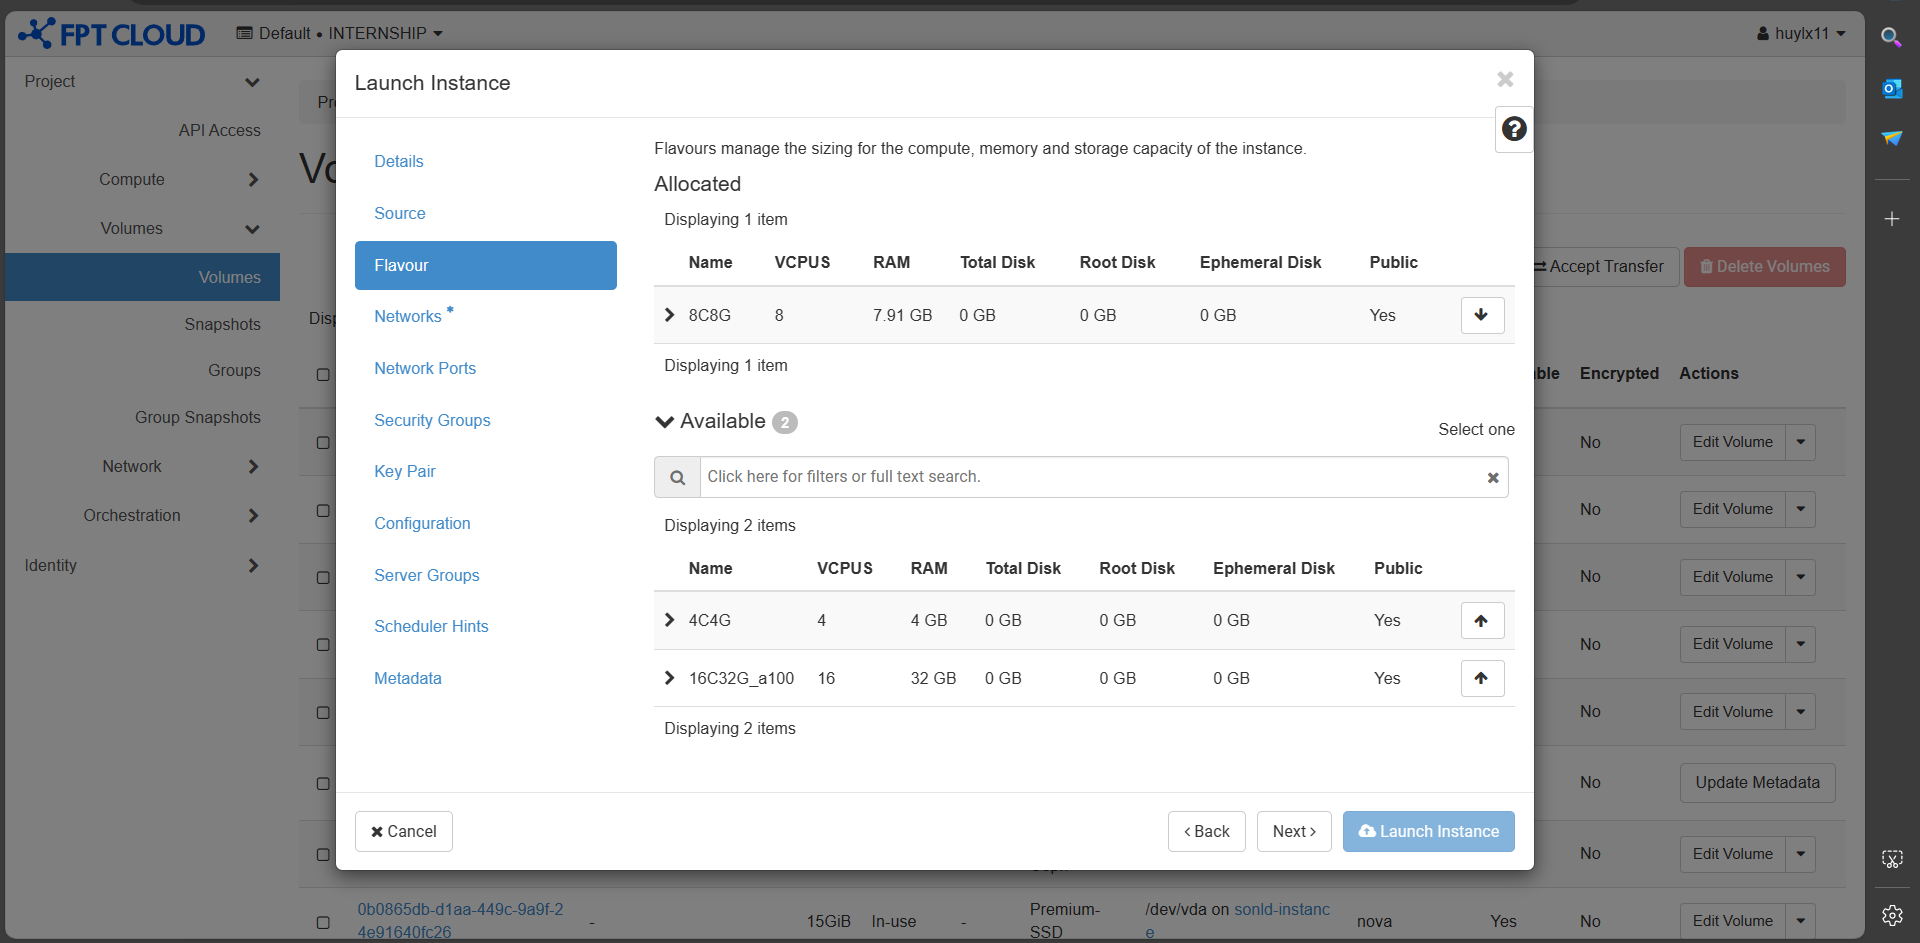 FPT CLOUD
Default • INTERNSHIP
huylx11
Project
API Access
Compute
Volumes
Volumes
Snapshots
Groups
Group Snapshots
Network
Orchestration
Identity
Launch Instance
Details
Source
Flavour
Networks *
Network Ports
Security Groups
Key Pair
Configuration
Server Groups
Scheduler Hints
Metadata
Flavours manage the sizing for the compute, memory and storage capacity of the instance.
Allocated
Displaying 1 item
Name VCPUS RAM Total Disk Root Disk Ephemeral Disk Public
8C8G 8 7.91 GB 0 GB 0 GB 0 GB Yes
Displaying 1 item
Available 2
Select one
Click here for filters or full text search.
Displaying 2 items
Name VCPUS RAM Total Disk Root Disk Ephemeral Disk Public
4C4G 4 4 GB 0 GB 0 GB 0 GB Yes
16C32G_a100 16 32 GB 0 GB 0 GB 0 GB Yes
Displaying 2 items
Cancel
< Back
Next >
Launch Instance
Accept Transfer
Delete Volumes
Encrypted Actions
No Edit Volume
No Edit Volume
No Edit Volume
No Edit Volume
No Edit Volume
No Update Metadata
No Edit Volume
0b0865db-d1aa-449c-9a9f-2
4e91640fc26
-
15GiB
In-use
-
Premium-
SSD
/dev/vda on sonld-instanc
e
nova
Yes
No
Edit Volume